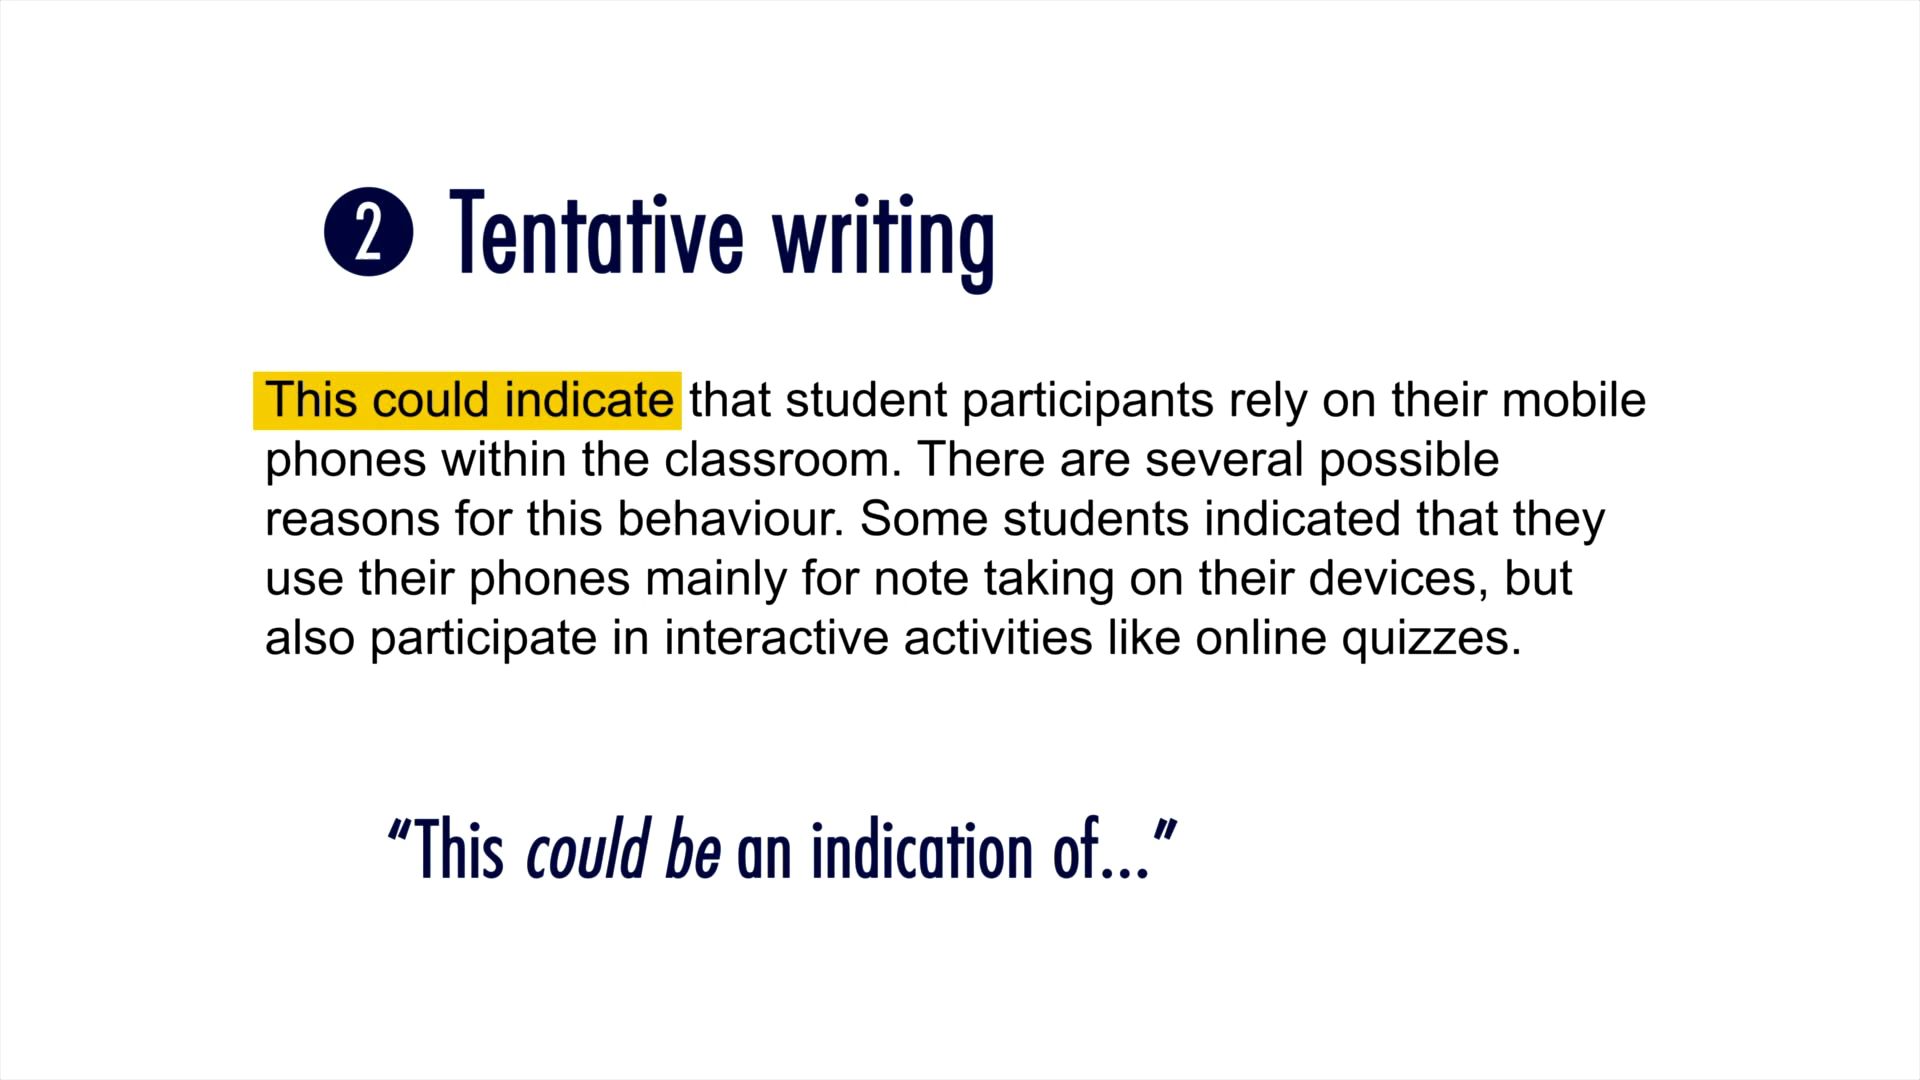 2 Tentative writing
This could indicate that student participants rely on their mobile
phones within the classroom. There are several possible
reasons for this behaviour. Some students indicated that they
use their phones mainly for note taking on their devices, but
also participate in interactive activities like online quizzes.
“This could be an indication of...”